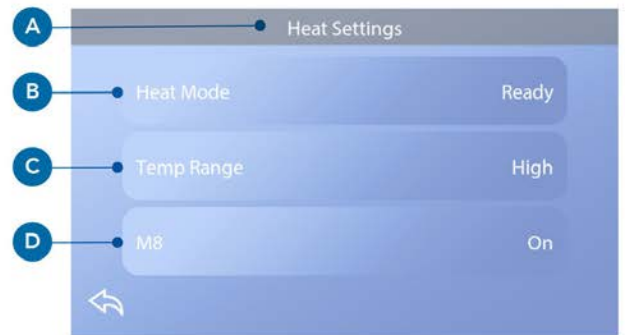 A Heat Settings
B Heat Mode Ready
C Temp Range High
D M8 On